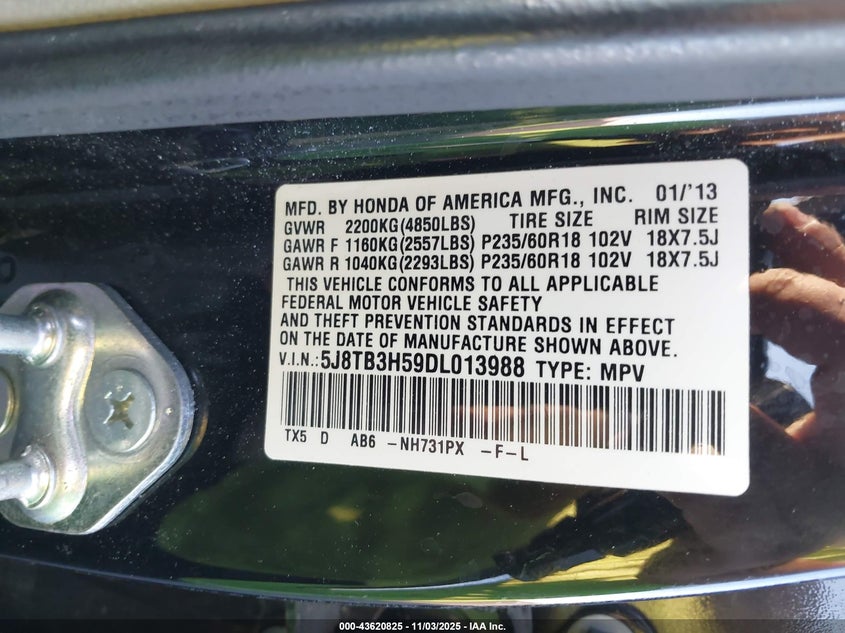 MFD. BY HONDA OF AMERICA MFG., INC. 01/'13
GVWR 2200KG(4850LBS) TIRE SIZE RIM SIZE
GAWR F 1160KG(2557LBS) P235/60R18 102V 18X7.5J
GAWR R 1040KG(2293LBS) P235/60R18 102V 18X7.5J
THIS VEHICLE CONFORMS TO ALL APPLICABLE
FEDERAL MOTOR VEHICLE SAFETY
AND THEFT PREVENTION STANDARDS IN EFFECT
ON THE DATE OF MANUFACTURE SHOWN ABOVE.
V.I.N.: 5J8TB3H59DL013988 TYPE: MPV
TX5 D AB6 -NH731PX -F-L
000-43620825 - 11/03/2025 - IAA Inc.